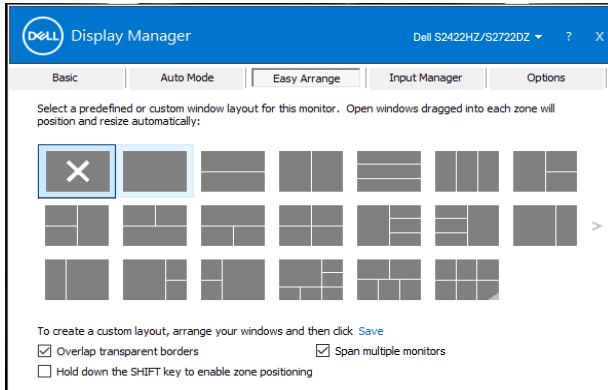 DELL Display Manager Dell S2422HZ/S2722DZ ? X
Basic Auto Mode Easy Arrange Input Manager Options
Select a predefined or custom window layout for this monitor. Open windows dragged into each zone will
position and resize automatically:
>
To create a custom layout, arrange your windows and then click Save
Overlap transparent borders Span multiple monitors
Hold down the SHIFT key to enable zone positioning